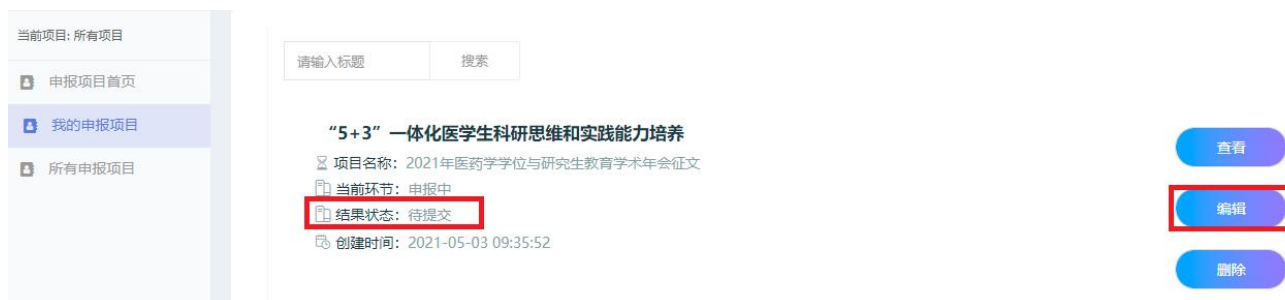 当前项目: 所有项目
申报项目首页
我的申报项目
所有申报项目
请输入标题
搜索
“5+3”一体化医学生科研思维和实践能力培养
项目名称：2021年医药学学位与研究生教育学术年会征文
当前环节：申报中
结果状态：待提交
创建时间：2021-05-03 09:35:52
查看
编辑
删除